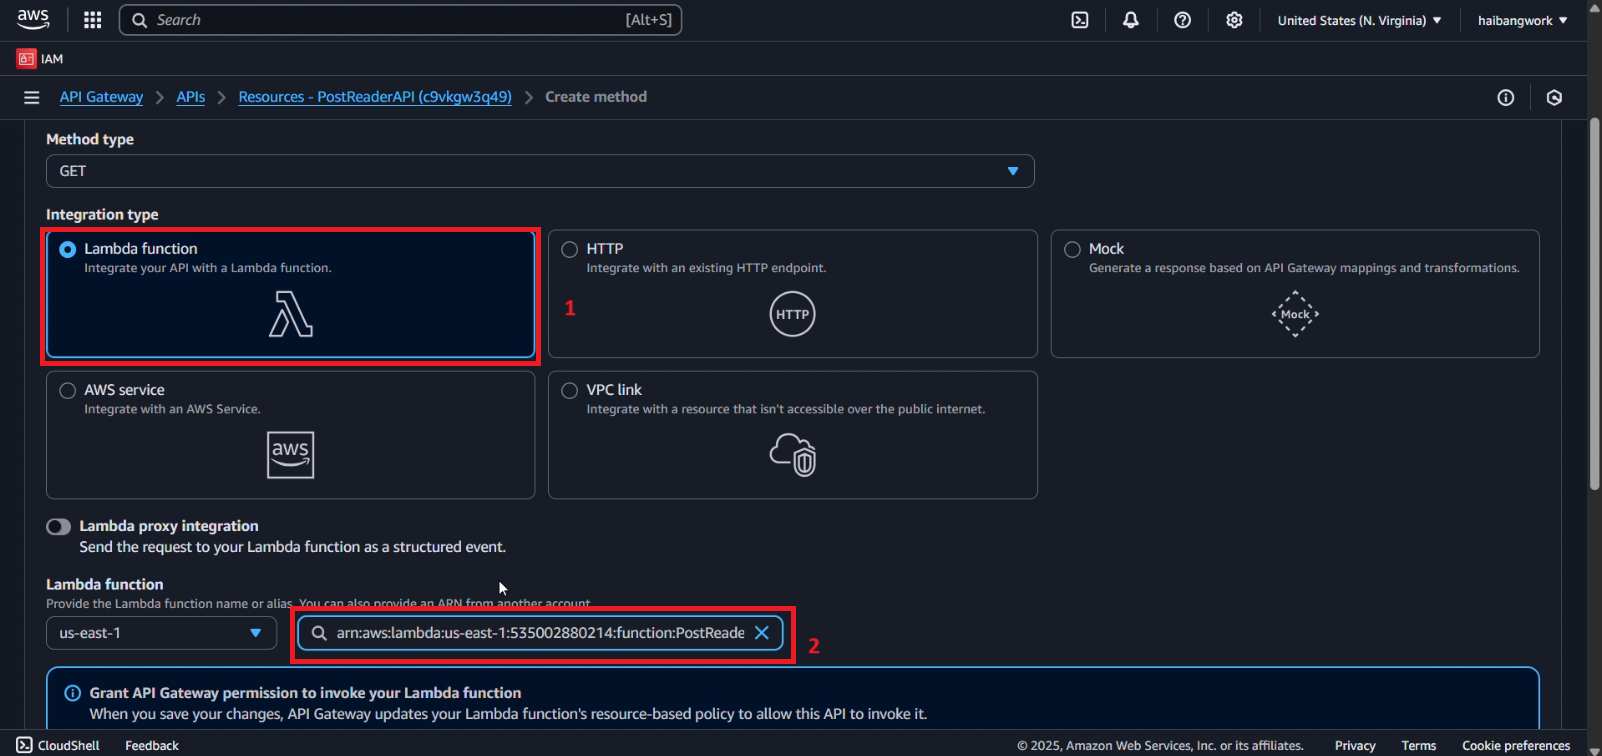 aws
Search
[Alt+S]
United States (N. Virginia)
haibangwork
IAM
API Gateway
APIs
Resources - PostReaderAPI (c9vkgw3q49)
Create method
Method type
GET
Integration type
Lambda function
Integrate your API with a Lambda function.
1
HTTP
Integrate with an existing HTTP endpoint.
HTTP
Mock
Generate a response based on API Gateway mappings and transformations.
Mock
AWS service
Integrate with an AWS Service.
aws
VPC link
Integrate with a resource that isn't accessible over the public internet.
Lambda proxy integration
Send the request to your Lambda function as a structured event.
Lambda function
Provide the Lambda function name or alias. You can also provide an ARN from another account.
us-east-1
arn:aws:lambda:us-east-1:535002880214:function:PostReade
2
Grant API Gateway permission to invoke your Lambda function
When you save your changes, API Gateway updates your Lambda function's resource-based policy to allow this API to invoke it.
CloudShell
Feedback
© 2025, Amazon Web Services, Inc. or its affiliates.
Privacy
Terms
Cookie preferences